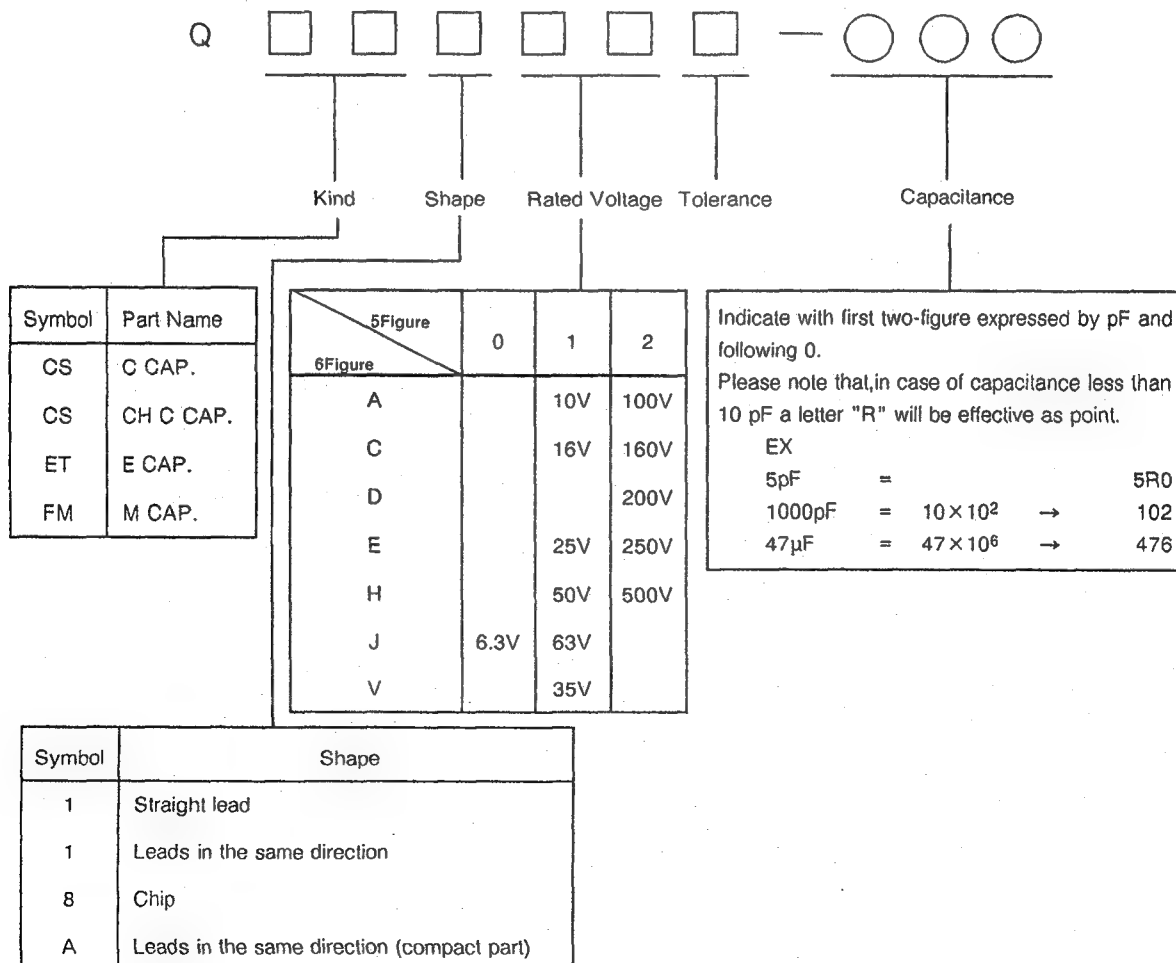 Q —
Kind Shape Rated Voltage Tolerance Capacitance
Symbol Part Name
CS C CAP.
CS CH C CAP.
ET E CAP.
FM M CAP.
5Figure
6Figure 0 1 2
A 10V 100V
C 16V 160V
D 200V
E 25V 250V
H 50V 500V
J 6.3V 63V
V 35V
Indicate with first two-figure expressed by pF and
following 0.
Please note that,in case of capacitance less than
10 pF a letter "R" will be effective as point.
EX
5pF = 5R0
1000pF = 10×10² → 102
47µF = 47×10⁶ → 476
Symbol Shape
1 Straight lead
1 Leads in the same direction
8 Chip
A Leads in the same direction (compact part)